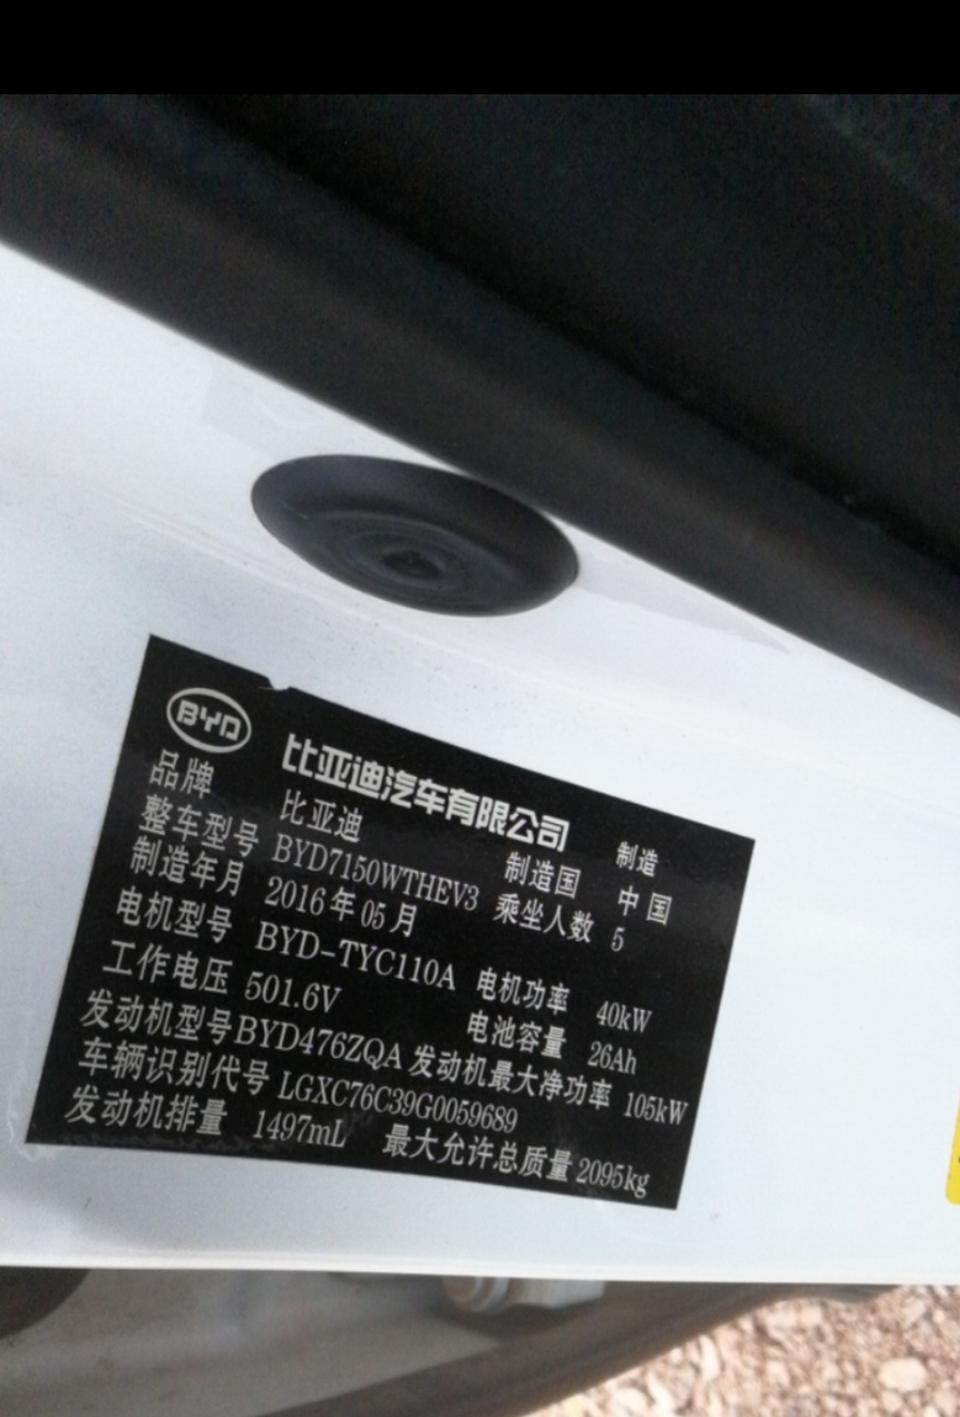 BYD 比亚迪汽车有限公司 制造
品牌 比亚迪 制造国 中国
整车型号 BYD7150WTHEV3 乘坐人数 5
制造年月 2016年05月
电机型号 BYD-TYC110A 电机功率 40kW
工作电压 501.6V 电池容量 26Ah
发动机型号 BYD476ZQA 发动机最大净功率 105kW
车辆识别代号 LGXC76C39G0059689
发动机排量 1497mL 最大允许总质量 2095kg